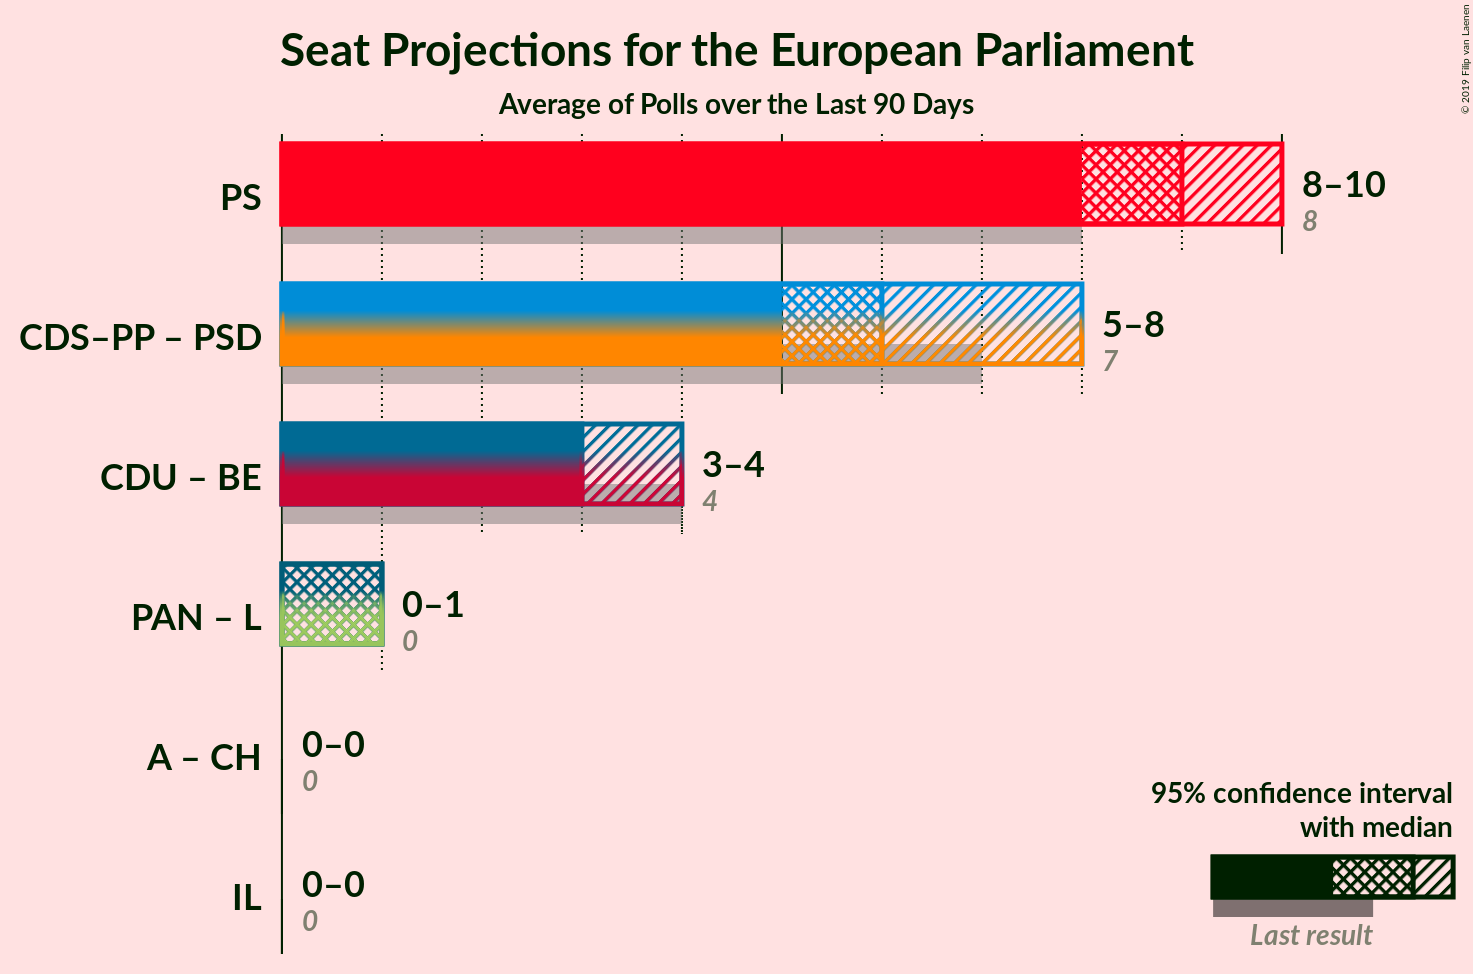 Seat Projections for the European Parliament
Average of Polls over the Last 90 Days
© 2019 Filip van Laenen
PS
8–10
8
CDS–PP – PSD
5–8
7
CDU – BE
3–4
4
PAN – L
0–1
0
A – CH
0–0
0
IL
0–0
0
95% confidence interval
with median
Last result